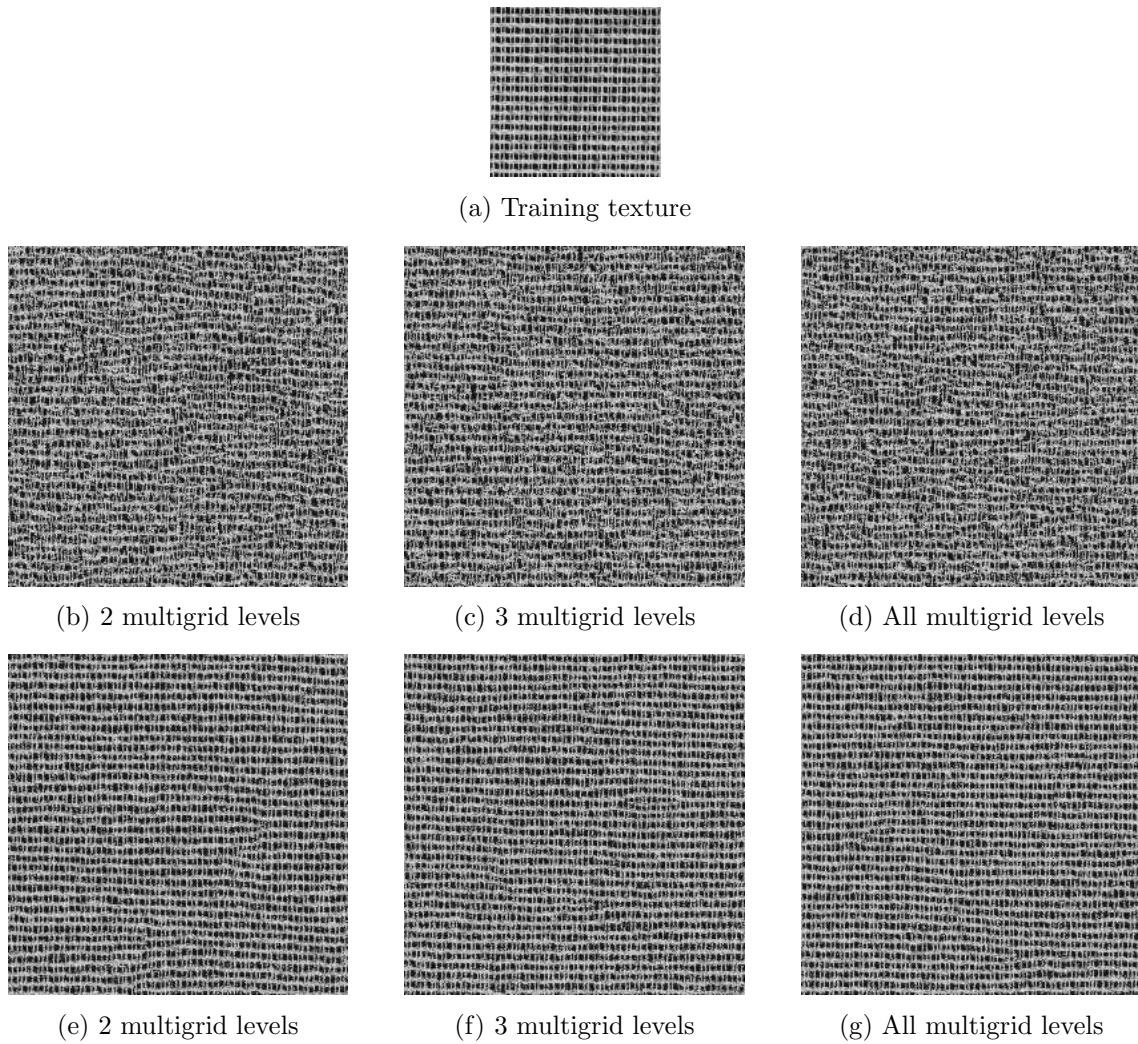 (a) Training texture
(b) 2 multigrid levels
(c) 3 multigrid levels
(d) All multigrid levels
(e) 2 multigrid levels
(f) 3 multigrid levels
(g) All multigrid levels